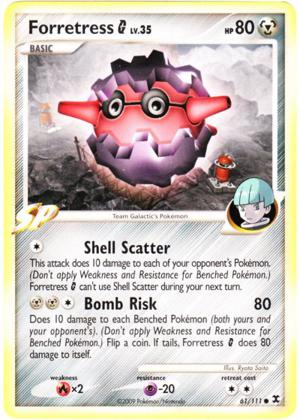 Forretress G LV.35 HP 80
BASIC
SP
Team Galactic's Pokémon
Shell Scatter
This attack does 10 damage to each of your opponent's Pokémon.
(Don't apply Weakness and Resistance for Benched Pokémon.)
Forretress G can't use Shell Scatter during your next turn.
Bomb Risk 80
Does 10 damage to each Benched Pokémon (both yours and
your opponent's). (Don't apply Weakness and Resistance for
Benched Pokémon.) Flip a coin. If tails, Forretress G does 80
damage to itself.
Illus. Ryota Saito
weakness resistance retreat cost
×2 -20
©2009 Pokémon/Nintendo 61/111